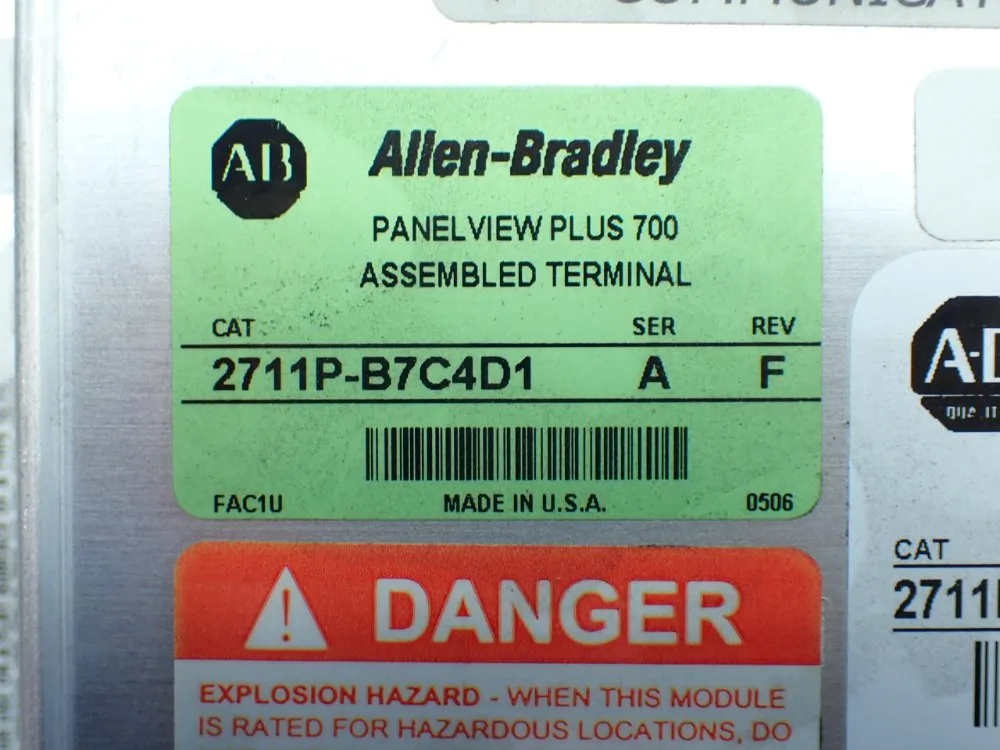 AB
Allen-Bradley
PANELVIEW PLUS 700
ASSEMBLED TERMINAL
CAT SER REV
2711P-B7C4D1 A F
FAC1U MADE IN U.S.A. 0506
DANGER
EXPLOSION HAZARD - WHEN THIS MODULE
IS RATED FOR HAZARDOUS LOCATIONS, DO
CAT
2711